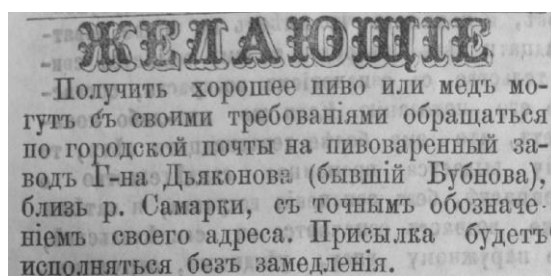 ЖЕЛАЮЩІЕ
Получить хорошее пиво или медъ мо-
гутъ съ своими требованіями обращаться
по городской почты на пивоваренный за-
водъ Г-на Дьяконова (бывшій Бубнова),
близь р. Самарки, съ точнымъ обозначе-
ніемъ своего адреса. Присылка будетъ
исполняться безъ замедленія.